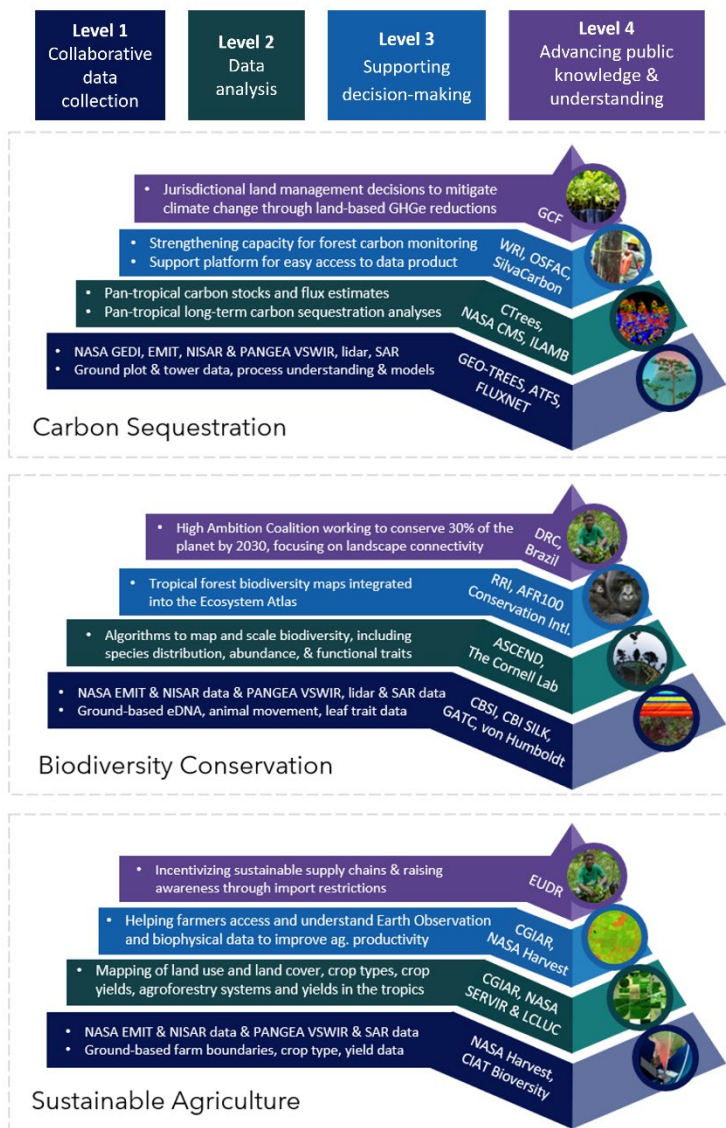 Level 1
Collaborative
data
collection
Level 2
Data
analysis
Level 3
Supporting
decision-making
Level 4
Advancing public
knowledge &
understanding
• Jurisdictional land management decisions to mitigate
climate change through land-based GHGe reductions
GCF
• Strengthening capacity for forest carbon monitoring
• Support platform for easy access to data product
WRI, OSFAC,
SilvaCarbon
• Pan-tropical carbon stocks and flux estimates
• Pan-tropical long-term carbon sequestration analyses
CTrees,
NASA CMS, ILAMB
• NASA GEDI, EMIT, NISAR & PANGEA VSWIR, lidar, SAR
• Ground plot & tower data, process understanding & models
GEO-TREES, ATFS,
FLUXNET
Carbon Sequestration
• High Ambition Coalition working to conserve 30% of the
planet by 2030, focusing on landscape connectivity
DRC,
Brazil
• Tropical forest biodiversity maps integrated
into the Ecosystem Atlas
RRI, AFR100
Conservation Intl.
• Algorithms to map and scale biodiversity, including
species distribution, abundance, & functional traits
ASCEND,
The Cornell Lab
• NASA EMIT & NISAR data & PANGEA VSWIR, lidar & SAR data
• Ground-based eDNA, animal movement, leaf trait data
CBSI, CBI SILK,
GATC, von Humboldt
Biodiversity Conservation
• Incentivizing sustainable supply chains & raising
awareness through import restrictions
EUDR
• Helping farmers access and understand Earth Observation
and biophysical data to improve ag. productivity
CGIAR,
NASA Harvest
• Mapping of land use and land cover, crop types, crop
yields, agroforestry systems and yields in the tropics
CGIAR, NASA
SERVIR & LCLUC
• NASA EMIT & NISAR data & PANGEA VSWIR & SAR data
• Ground-based farm boundaries, crop type, yield data
NASA Harvest,
CIAT Bioversity
Sustainable Agriculture